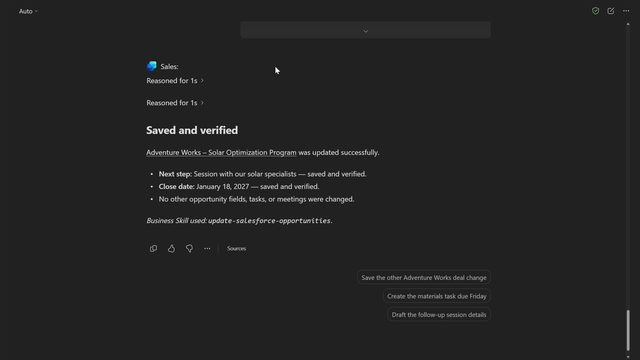 Auto
Sales:
Reasoned for 1s
Reasoned for 1s
Saved and verified
Adventure Works – Solar Optimization Program was updated successfully.
• Next step: Session with our solar specialists — saved and verified.
• Close date: January 18, 2027 — saved and verified.
• No other opportunity fields, tasks, or meetings were changed.
Business Skill used: update-salesforce-opportunities.
Sources
Save the other Adventure Works deal change
Create the materials task due Friday
Draft the follow-up session details